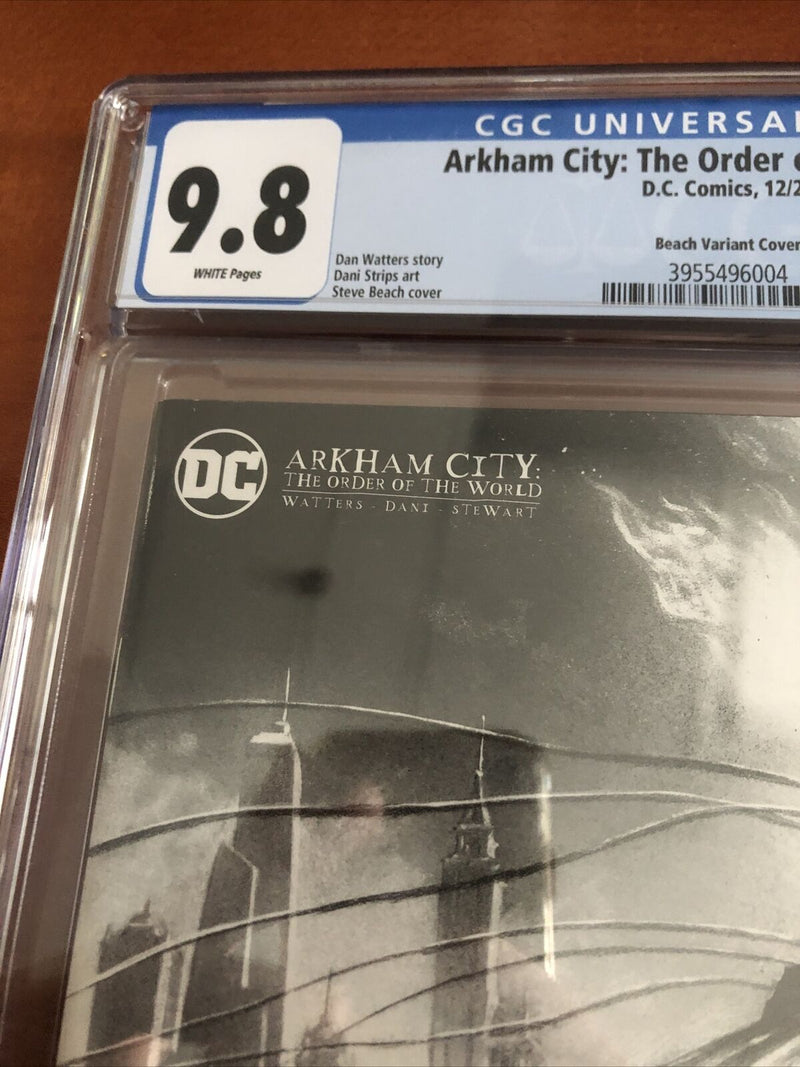 CGC UNIVERSAL
Arkham City: The Order
D.C. Comics, 12/2
9.8
WHITE Pages
Beach Variant Cover
Dan Watters story
Dani Strips art
Steve Beach cover
3955496004
DC
ARKHAM CITY:
THE ORDER OF THE WORLD
WATTERS - DANI - STEWART